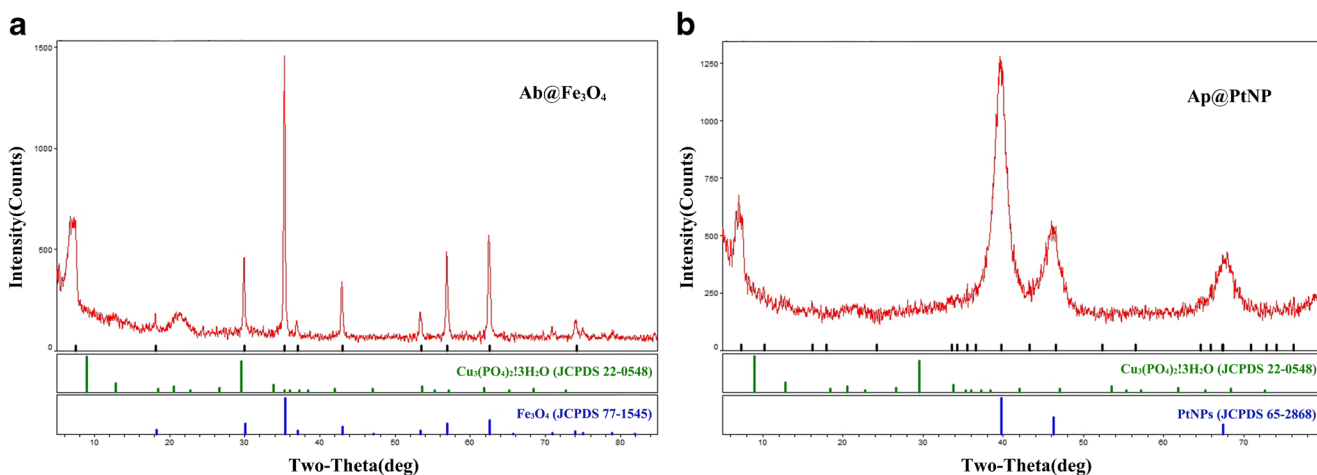 a
1500
1000
500
0
Intensity(Counts)
Ab@Fe₃O₄
Cu₃(PO₄)₂!3H₂O (JCPDS 22-0548)
Fe₃O₄ (JCPDS 77-1545)
10 20 30 40 50 60 70 80
Two-Theta(deg)
b
1250
1000
750
500
250
0
Intensity(Counts)
Ap@PtNP
Cu₃(PO₄)₂!3H₂O (JCPDS 22-0548)
PtNPs (JCPDS 65-2868)
10 20 30 40 50 60 70
Two-Theta(deg)